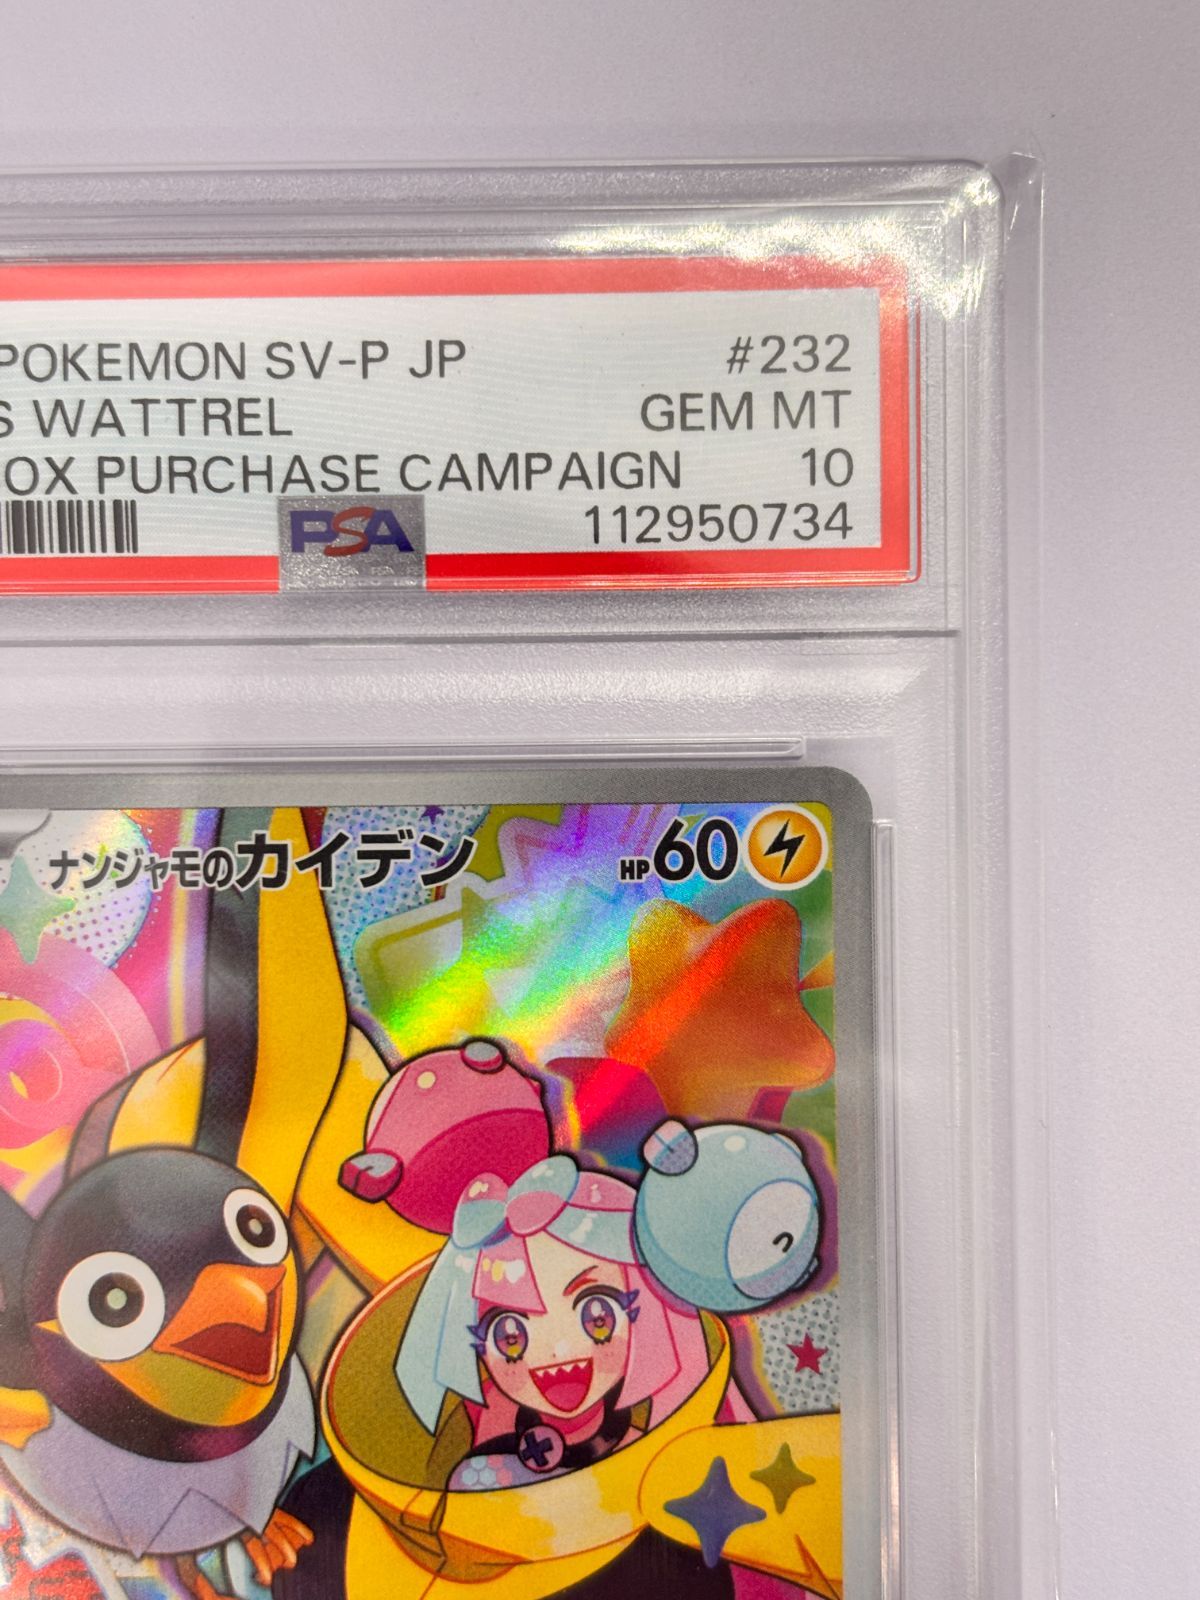 POKEMON SV-P JP #232
S WATTREL GEM MT
OX PURCHASE CAMPAIGN 10
PSA 112950734
ナンジャモのカイデン HP60